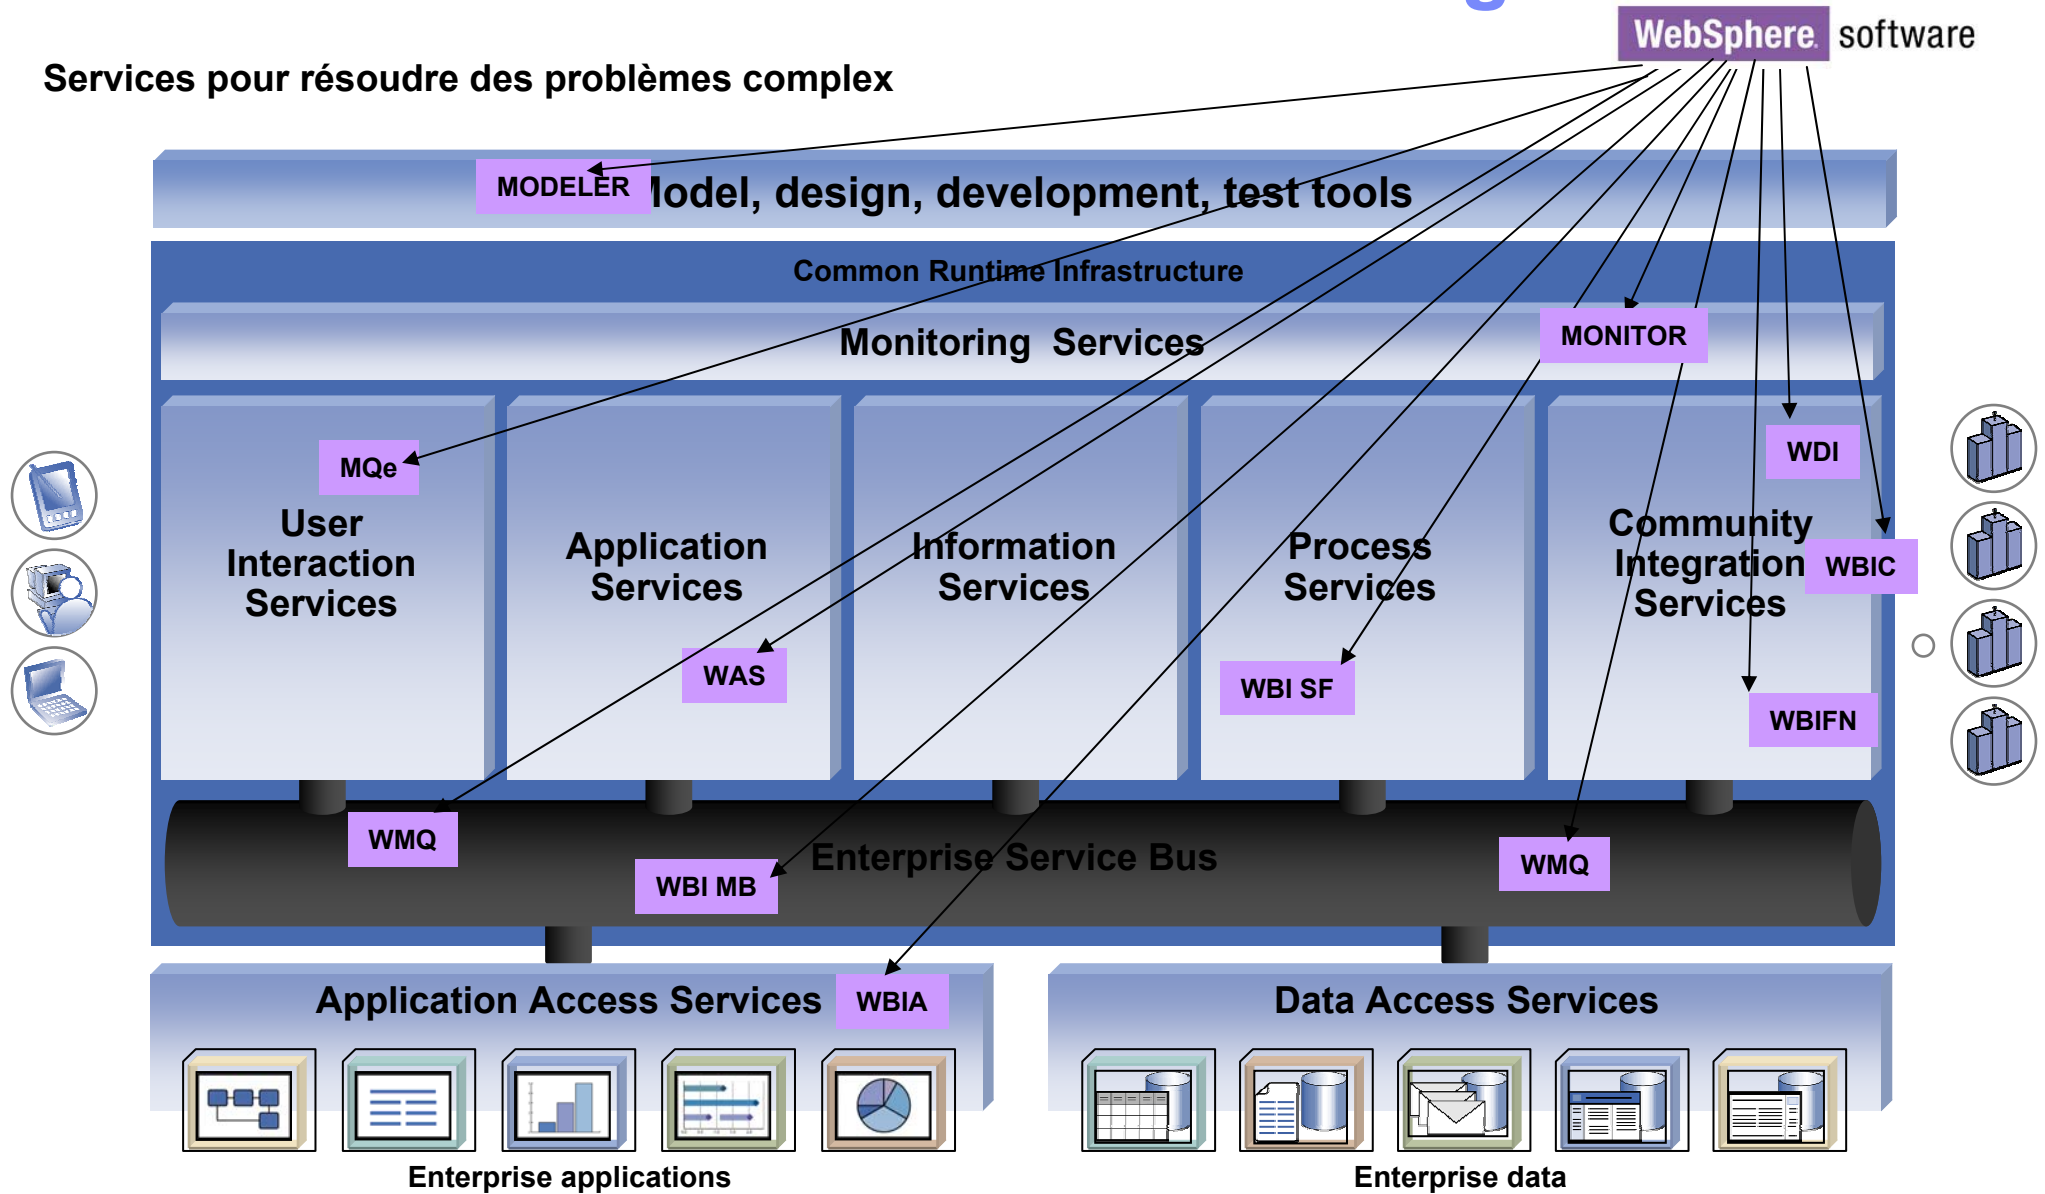 g
WebSphere software
Services pour résoudre des problèmes complex
MODELER
odel, design, development, test tools
Common Runtime Infrastructure
Monitoring Services
MONITOR
MQe
User
Interaction
Services
Application
Services
WAS
Information
Services
Process
Services
WBI SF
WDI
Community
Integration
Services
WBIC
WBIFN
WMQ
WBI MB
Enterprise Service Bus
WMQ
Application Access Services
WBIA
Data Access Services
Enterprise applications
Enterprise data